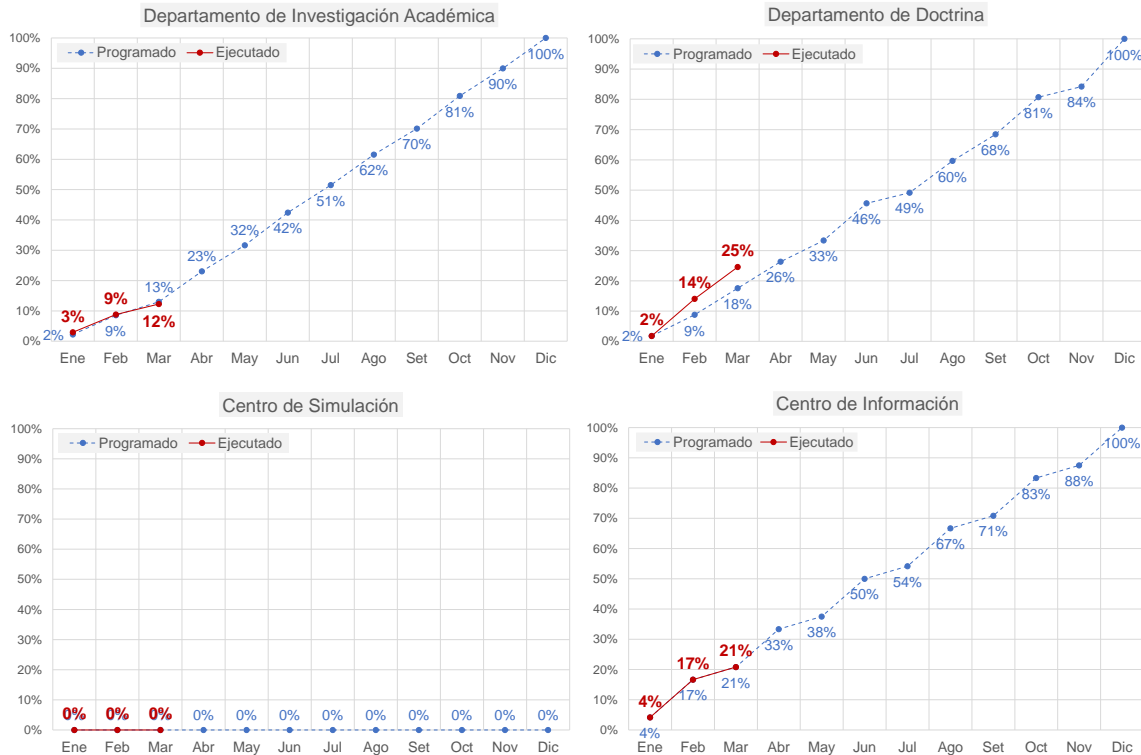 Departamento de Investigación Académica
Programado Ejecutado
100%
90%
80%
70%
60%
50%
40%
30%
20%
10%
0%
3% 9% 12%
2% 9% 13% 23% 32% 42% 51% 62% 70% 81% 90% 100%
Ene Feb Mar Abr May Jun Jul Ago Set Oct Nov Dic
Departamento de Doctrina
Programado Ejecutado
100%
90%
80%
70%
60%
50%
40%
30%
20%
10%
0%
2% 14% 25%
2% 9% 18% 26% 33% 46% 49% 60% 68% 81% 84% 100%
Ene Feb Mar Abr May Jun Jul Ago Set Oct Nov Dic
Centro de Simulación
Programado Ejecutado
100%
90%
80%
70%
60%
50%
40%
30%
20%
10%
0%
0% 0% 0%
0% 0% 0% 0% 0% 0% 0% 0% 0% 0% 0% 0%
Ene Feb Mar Abr May Jun Jul Ago Set Oct Nov Dic
Centro de Información
Programado Ejecutado
100%
90%
80%
70%
60%
50%
40%
30%
20%
10%
0%
4% 17% 21%
4% 17% 21% 33% 38% 50% 54% 67% 71% 83% 88% 100%
Ene Feb Mar Abr May Jun Jul Ago Set Oct Nov Dic